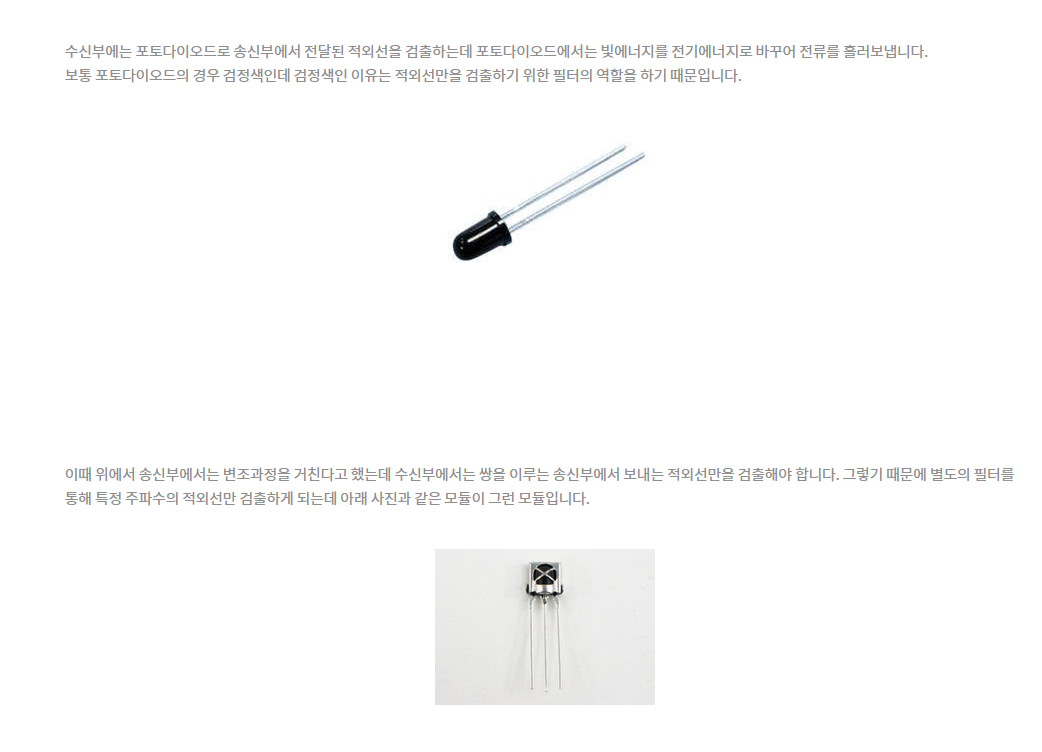 수신부에는 포토다이오드로 송신부에서 전달된 적외선을 검출하는데 포토다이오드에서는 빛에너지를 전기에너지로 바꾸어 전류를 흘러보냅니다.
보통 포토다이오드의 경우 검정색인데 검정색인 이유는 적외선만을 검출하기 위한 필터의 역할을 하기 때문입니다.
이때 위에서 송신부에서는 변조과정을 거친다고 했는데 수신부에서는 쌍을 이루는 송신부에서 보내는 적외선만을 검출해야 합니다. 그렇기 때문에 별도의 필터를
통해 특정 주파수의 적외선만 검출하게 되는데 아래 사진과 같은 모듈이 그런 모듈입니다.